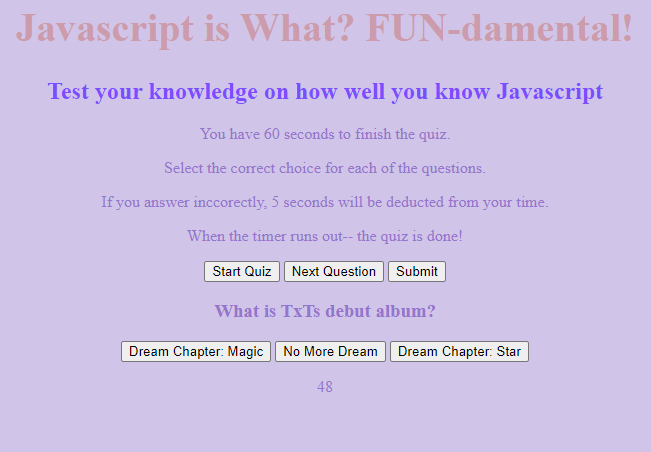 Javascript is What? FUN-damental!
Test your knowledge on how well you know Javascript
You have 60 seconds to finish the quiz.
Select the correct choice for each of the questions.
If you answer inccorectly, 5 seconds will be deducted from your time.
When the timer runs out-- the quiz is done!
Start Quiz Next Question Submit
What is TxTs debut album?
Dream Chapter: Magic No More Dream Dream Chapter: Star
48